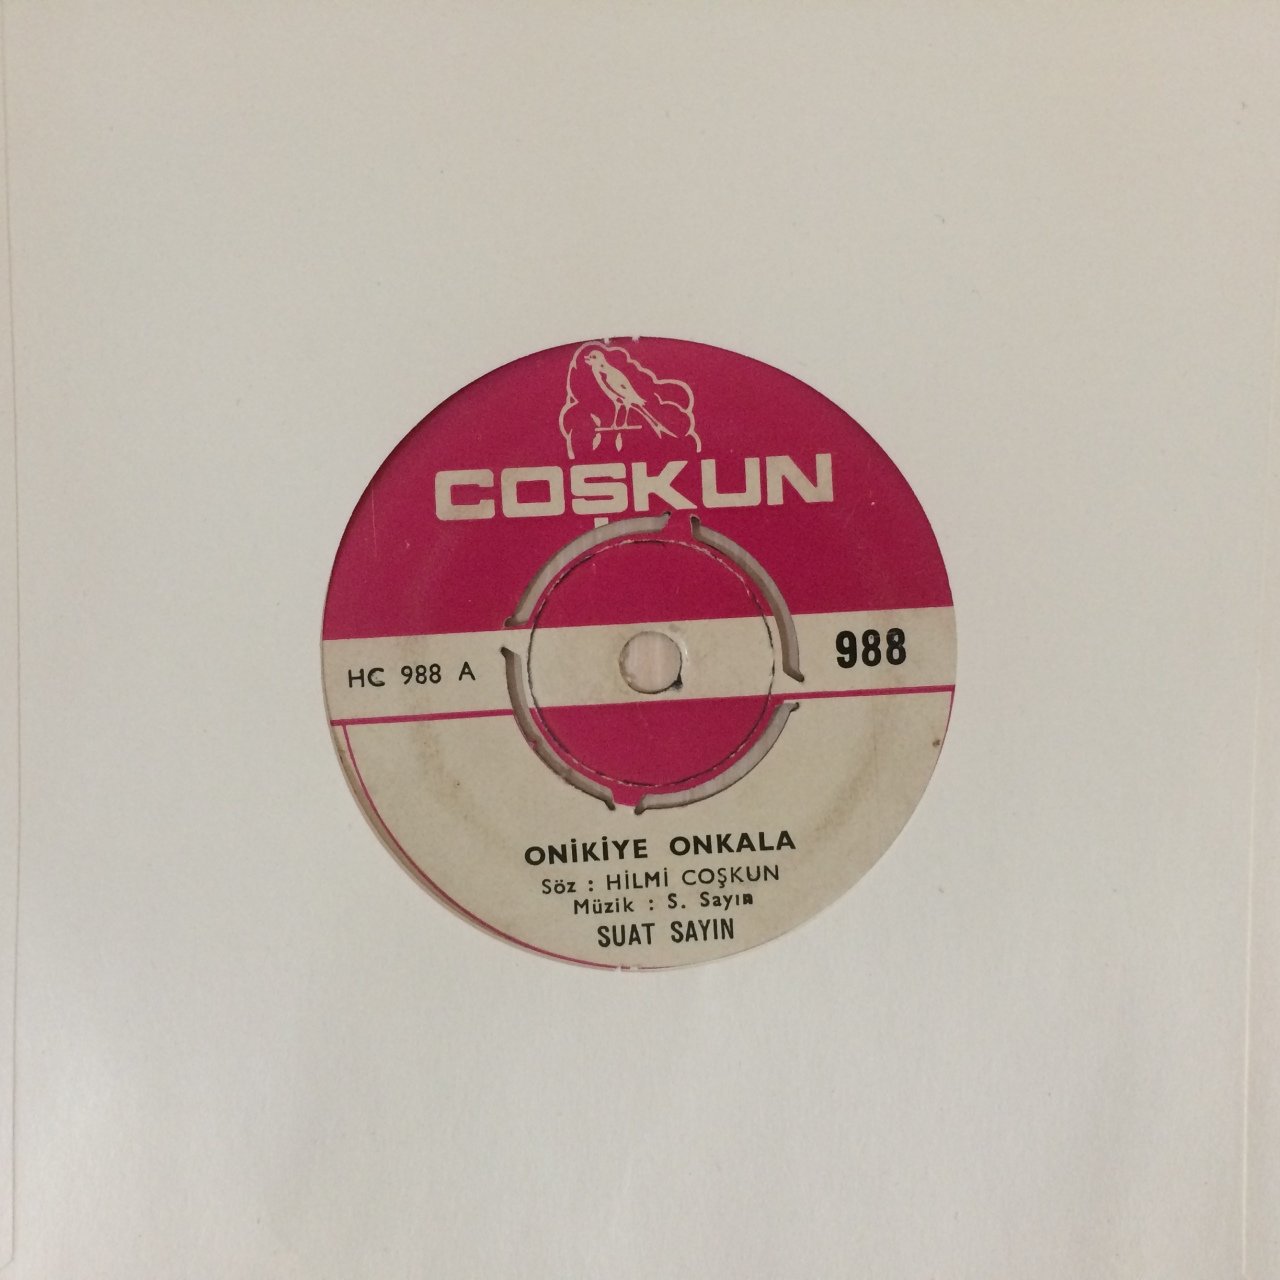 COŞKUN
HC 988 A
988
ONİKİYE ONKALA
Söz : HİLMİ COŞKUN
Müzik : S. Sayın
SUAT SAYIN